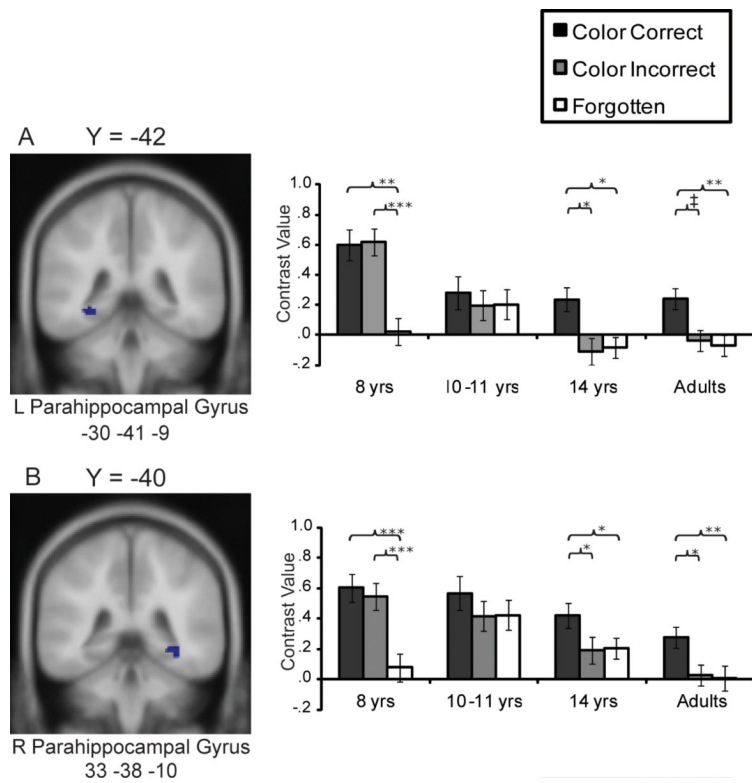 Color Correct
Color Incorrect
Forgotten
A Y = -42
** *** * * ‡ **
1.0
.8
.6
.4
.2
.0
-.2
Contrast Value
8 yrs l0-11 yrs 14 yrs Adults
L Parahippocampal Gyrus
-30 -41 -9
B Y = -40
*** *** * * * **
1.0
.8
.6
.4
.2
.0
-.2
Contrast Value
8 yrs 10-11 yrs 14 yrs Adults
R Parahippocampal Gyrus
33 -38 -10